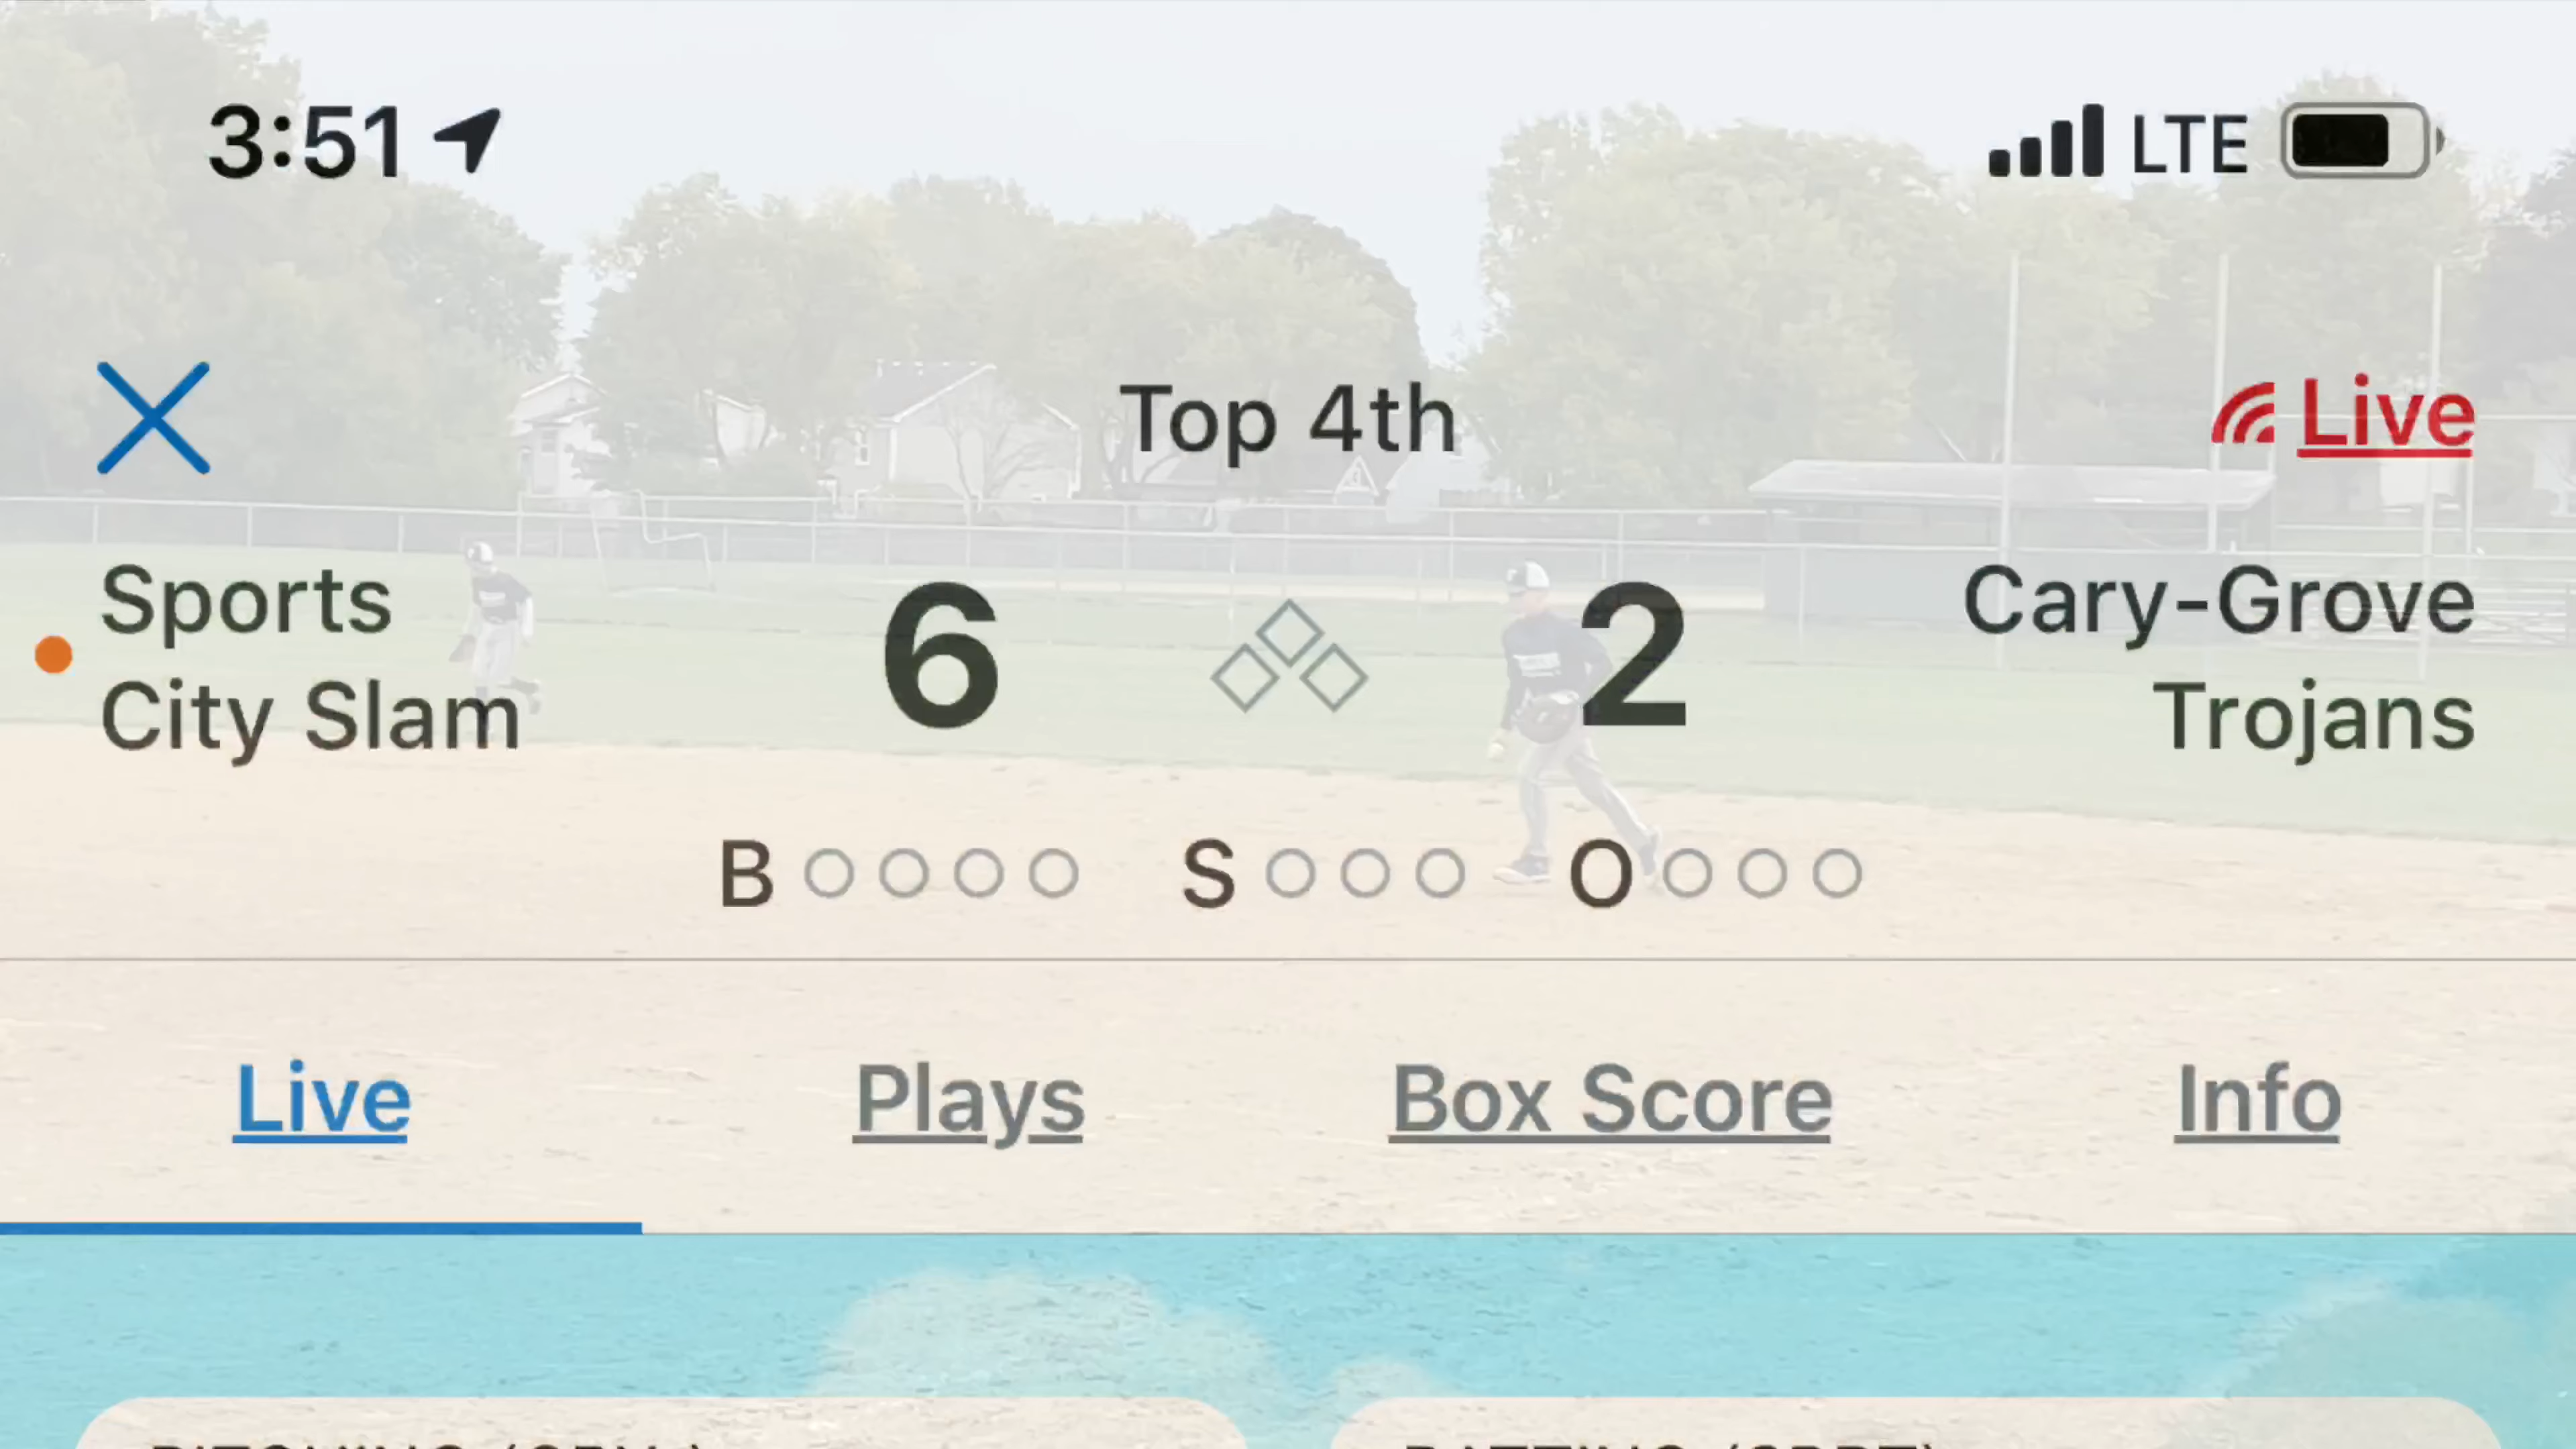 3:51 LTE
Top 4th Live
Sports City Slam 6 2 Cary-Grove Trojans
B S O
Live Plays Box Score Info